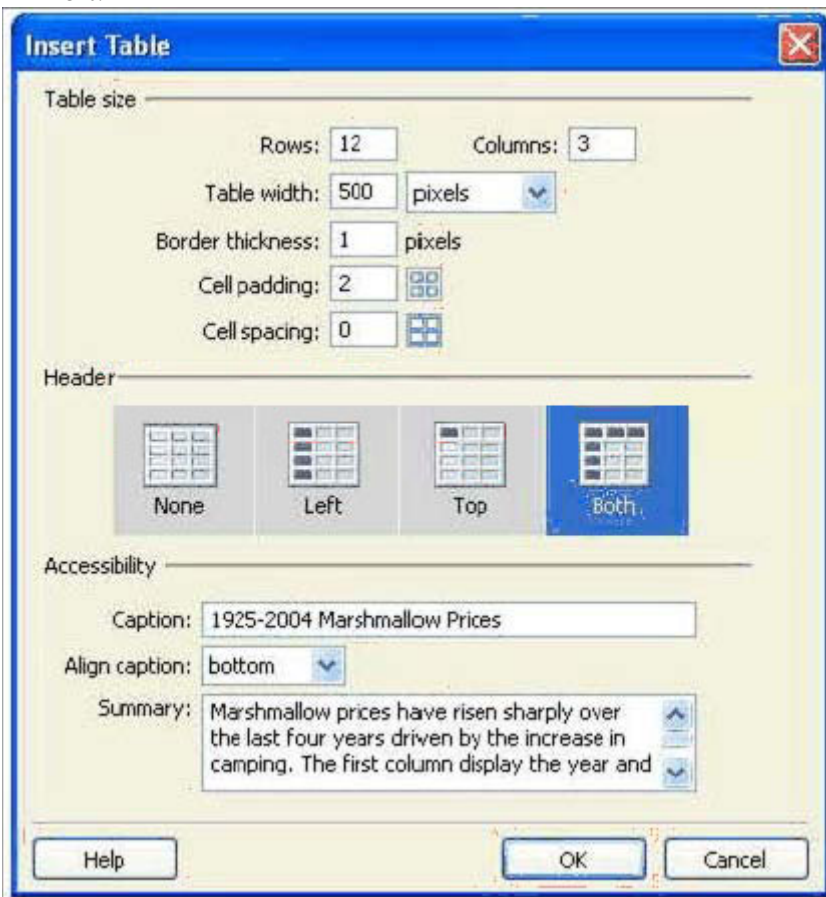 Insert Table
Table size
Rows: 12 Columns: 3
Table width: 500 pixels
Border thickness: 1 pixels
Cell padding: 2
Cell spacing: 0
Header
None Left Top Both
Accessibility
Caption: 1925-2004 Marshmallow Prices
Align caption: bottom
Summary: Marshmallow prices have risen sharply over
the last four years driven by the increase in
camping. The first column display the year and
Help OK Cancel